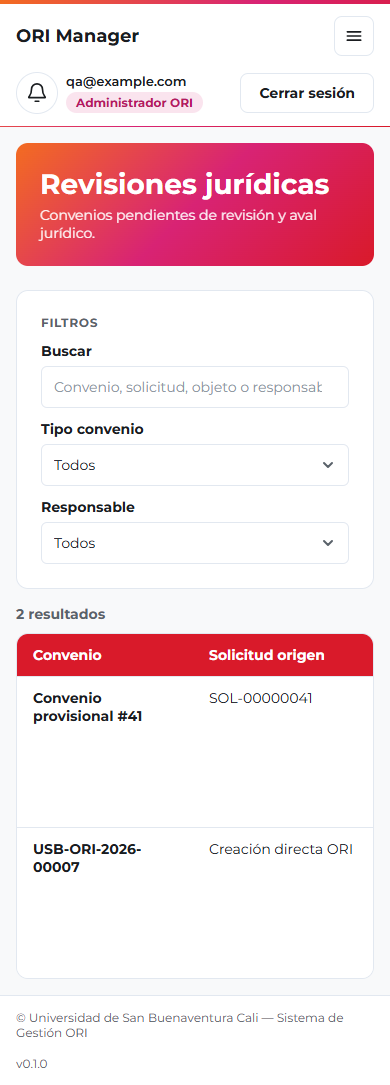 ORI Manager
qa@example.com
Administrador ORI
Cerrar sesión
Revisiones jurídicas
Convenios pendientes de revisión y aval
jurídico.
FILTROS
Buscar
Convenio, solicitud, objeto o responsab
Tipo convenio
Todos
Responsable
Todos
2 resultados
Convenio Solicitud origen
Convenio SOL-00000041
provisional #41
USB-ORI-2026- Creación directa ORI
00007
© Universidad de San Buenaventura Cali — Sistema de
Gestión ORI
v0.1.0